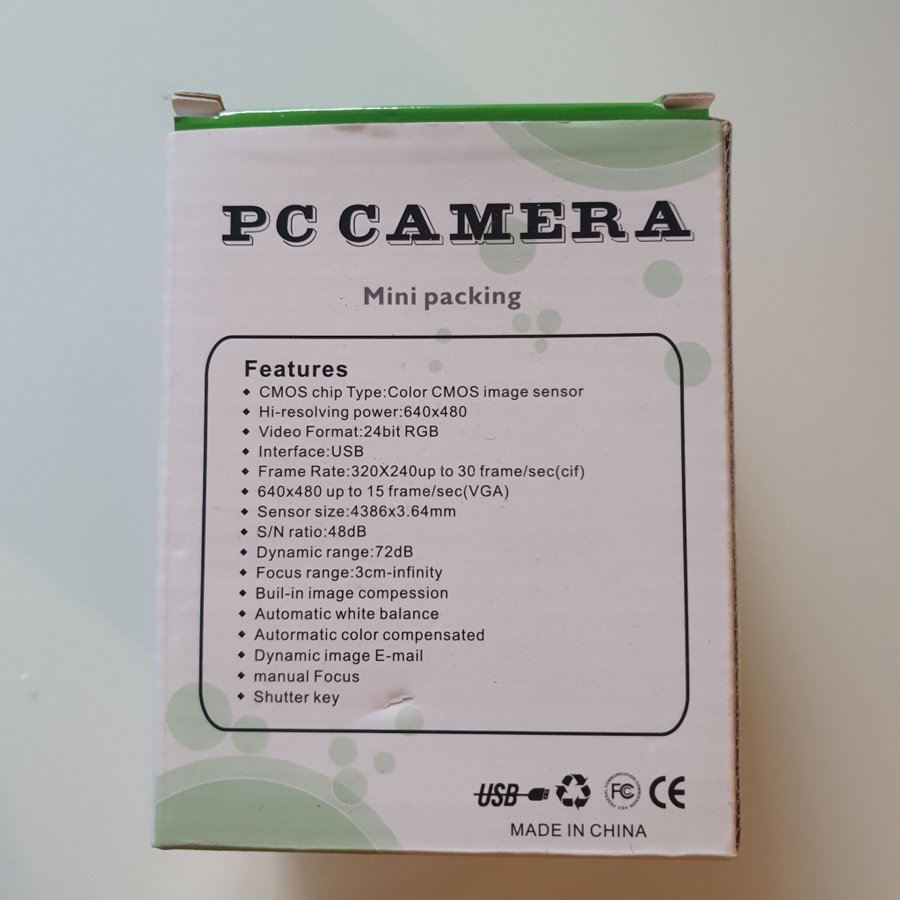 PC CAMERA
Mini packing
Features
CMOS chip Type:Color CMOS image sensor
Hi-resolving power:640x480
Video Format:24bit RGB
Interface:USB
Frame Rate:320X240up to 30 frame/sec(cif)
640x480 up to 15 frame/sec(VGA)
Sensor size:4386x3.64mm
S/N ratio:48dB
Dynamic range:72dB
Focus range:3cm-infinity
Buil-in image compession
Automatic white balance
Autormatic color compensated
Dynamic image E-mail
manual Focus
Shutter key
USB FC CE
MADE IN CHINA